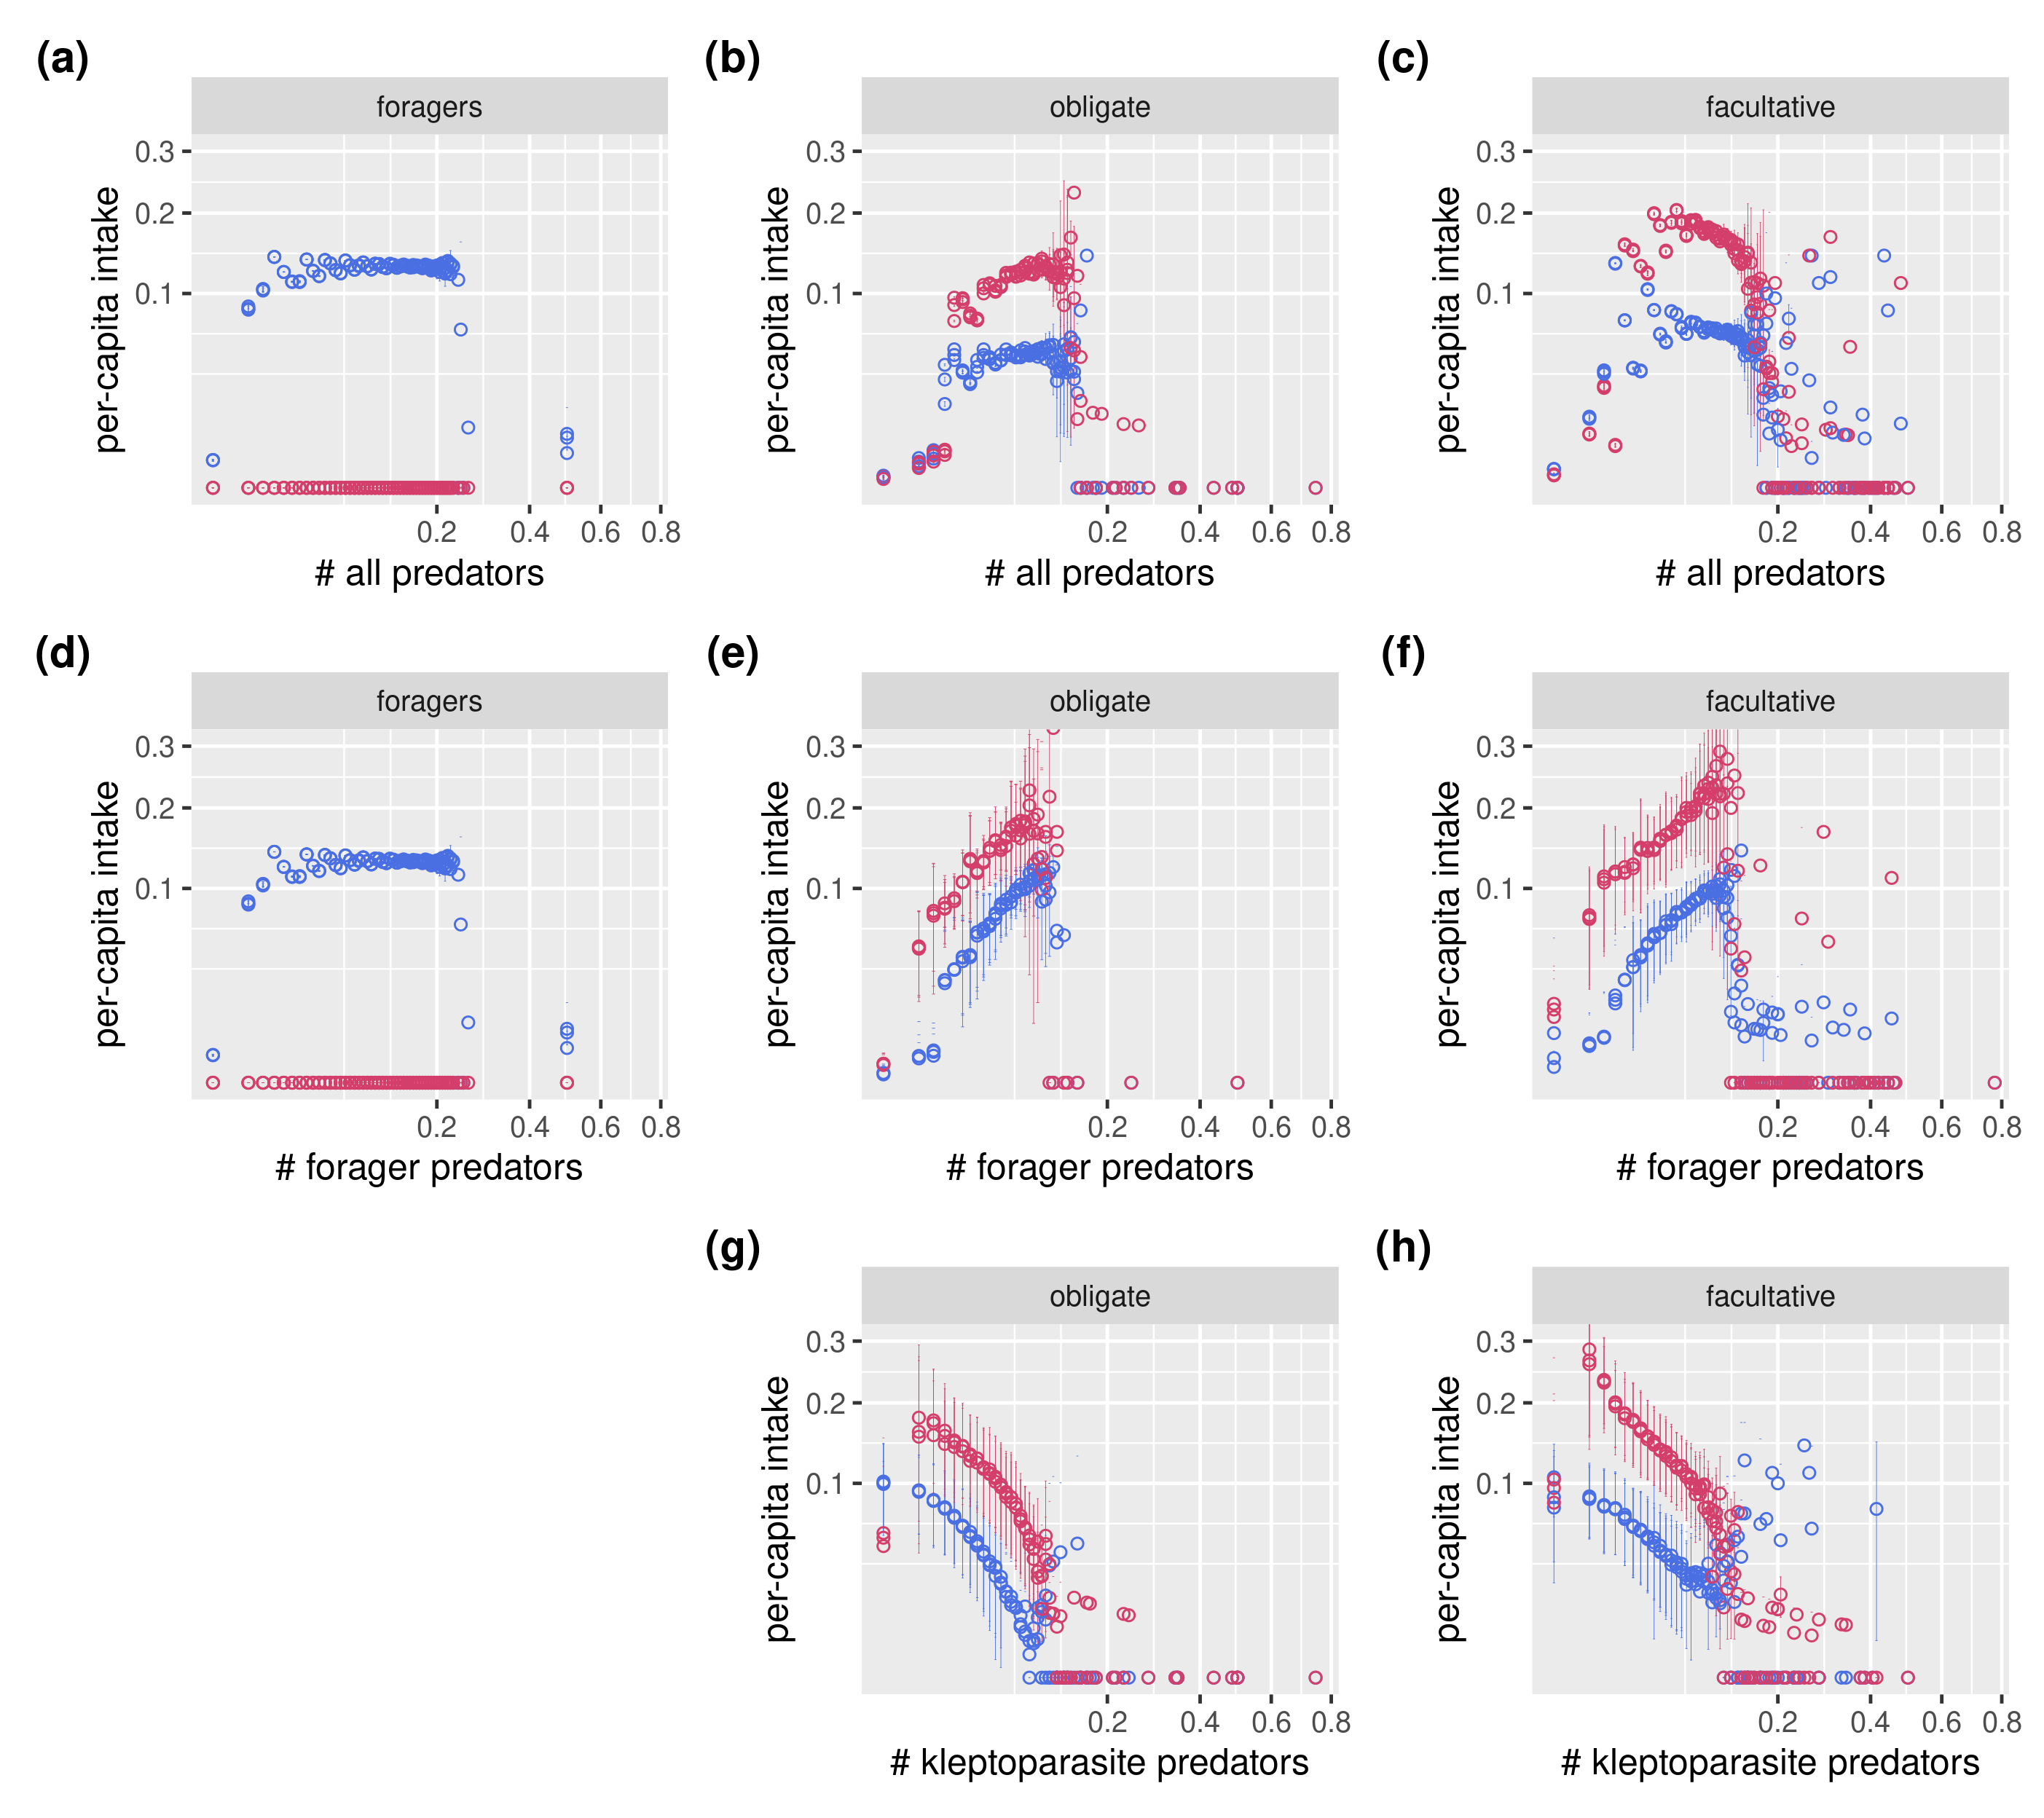 (a)
foragers
0.3
0.2
0.1
per-capita intake
0.2 0.4 0.6 0.8
# all predators
(b)
obligate
0.3
0.2
0.1
per-capita intake
0.2 0.4 0.6 0.8
# all predators
(c)
facultative
0.3
0.2
0.1
per-capita intake
0.2 0.4 0.6 0.8
# all predators
(d)
foragers
0.3
0.2
0.1
per-capita intake
0.2 0.4 0.6 0.8
# forager predators
(e)
obligate
0.3
0.2
0.1
per-capita intake
0.2 0.4 0.6 0.8
# forager predators
(f)
facultative
0.3
0.2
0.1
per-capita intake
0.2 0.4 0.6 0.8
# forager predators
(g)
obligate
0.3
0.2
0.1
per-capita intake
0.2 0.4 0.6 0.8
# kleptoparasite predators
(h)
facultative
0.3
0.2
0.1
per-capita intake
0.2 0.4 0.6 0.8
# kleptoparasite predators